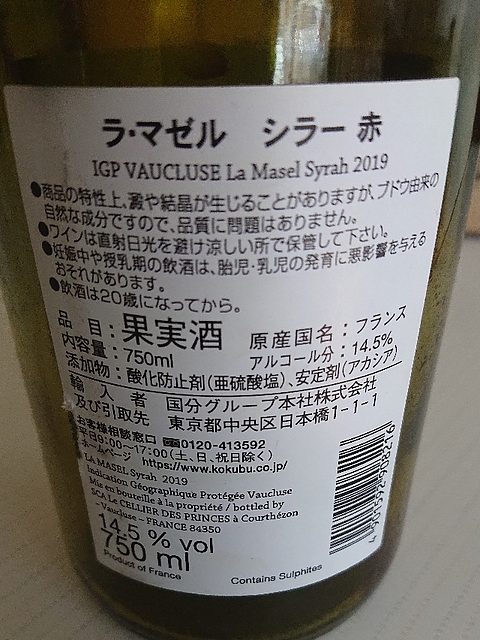 ラ・マゼル シラー 赤
IGP VAUCLUSE La Masel Syrah 2019
●商品の特性上、澱や結晶が生じることがありますが、ブドウ由来の
自然な成分ですので、品質に問題はありません。
●ワインは直射日光を避け涼しい所で保管して下さい。
●妊娠中や授乳期の飲酒は、胎児・乳児の発育に悪影響を与える
おそれがあります。
●飲酒は20歳になってから。
品目：果実酒 原産国名：フランス
内容量：750ml アルコール分：14.5%
添加物：酸化防止剤(亜硫酸塩)、安定剤(アカシア)
輸入者 国分グループ本社株式会社
及び引取先 東京都中央区日本橋1-1-1
お客様相談窓口 0120-413592
平日9:00~17:00(土、日、祝日除く)
ホームページ https://www.kokubu.co.jp/
LA MASEL Syrah 2019
Indication Géographique Protégée Vaucluse
Mis en bouteille à la propriété / bottled by
SCA Le CELLIER DES PRINCES à Courthézon
- Vaucluse - FRANCE 84350
14,5 % vol
750 ml
Product of France
Contains Sulphites